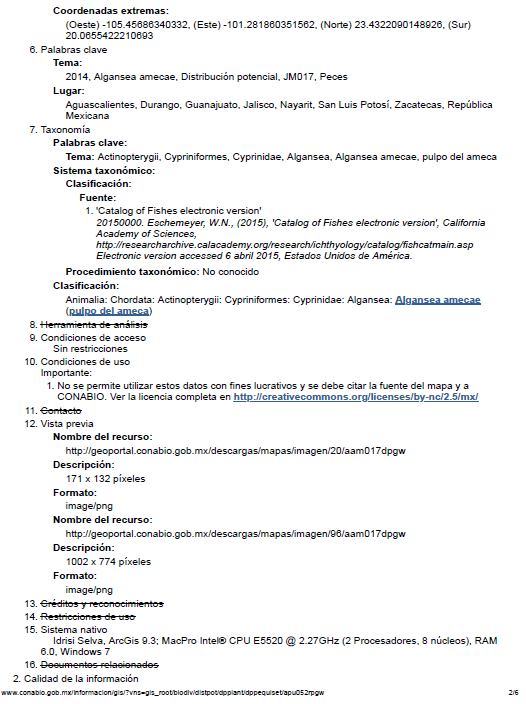 Coordenadas extremas:
(Oeste) -105.45686340332, (Este) -101.281860351562, (Norte) 23.4322090148926, (Sur)
20.0655422210693
6. Palabras clave
Tema:
2014, Algansea amecae, Distribución potencial, JM017, Peces
Lugar:
Aguascalientes, Durango, Guanajuato, Jalisco, Nayarit, San Luis Potosí, Zacatecas, República
Mexicana
7. Taxonomía
Palabras clave:
Tema: Actinopterygii, Cypriniformes, Cyprinidae, Algansea, Algansea amecae, pulpo del ameca
Sistema taxonómico:
Clasificación:
Fuente:
1. 'Catalog of Fishes electronic version'
20150000. Eschemeyer, W.N., (2015), 'Catalog of Fishes electronic version', California
Academy of Sciences,
http://researcharchive.calacademy.org/research/ichthyology/catalog/fishcatmain.asp
Electronic version accessed 6 abril 2015, Estados Unidos de América.
Procedimiento taxonómico: No conocido
Clasificación:
Animalia: Chordata: Actinopterygii: Cypriniformes: Cyprinidae: Algansea: Algansea amecae
(pulpo del ameca)
8. Herramienta de análisis
9. Condiciones de acceso
Sin restricciones
10. Condiciones de uso
Importante:
1. No se permite utilizar estos datos con fines lucrativos y se debe citar la fuente del mapa y a
CONABIO. Ver la licencia completa en http://creativecommons.org/licenses/by-nc/2.5/mx/
11. Contacto
12. Vista previa
Nombre del recurso:
http://geoportal.conabio.gob.mx/descargas/mapas/imagen/20/aam017dpgw
Descripción:
171 x 132 píxeles
Formato:
image/png
Nombre del recurso:
http://geoportal.conabio.gob.mx/descargas/mapas/imagen/96/aam017dpgw
Descripción:
1002 x 774 píxeles
Formato:
image/png
13. Créditos y reconocimientos
14. Restricciones de uso
15. Sistema nativo
Idrisi Selva, ArcGis 9.3; MacPro Intel® CPU E5520 @ 2.27GHz (2 Procesadores, 8 núcleos), RAM
6.0, Windows 7
16. Documentos relacionados
2. Calidad de la información
www.conabio.gob.mx/informacion/gis/?vns=gis_root/biodiv/distpot/dppiant/dppequiset/apu052rpgw 2/6